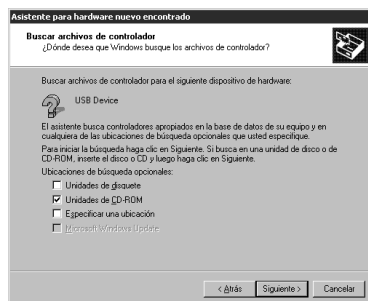 Asistente para hardware nuevo encontrado
Buscar archivos de controlador
¿Dónde desea que Windows busque los archivos de controlador?
Buscar archivos de controlador para el siguiente dispositivo de hardware:
USB Device
El asistente busca controladores apropiados en la base de datos de su equipo y en
cualquiera de las ubicaciones de búsqueda opcionales que usted especifique.
Para iniciar la búsqueda haga clic en Siguiente. Si busca en una unidad de disco o de
CD-ROM, inserte el disco o CD y luego haga clic en Siguiente.
Ubicaciones de búsqueda opcionales:
Unidades de disquete
Unidades de CD-ROM
Especificar una ubicación
Microsoft Windows Update
< Atrás Siguiente > Cancelar